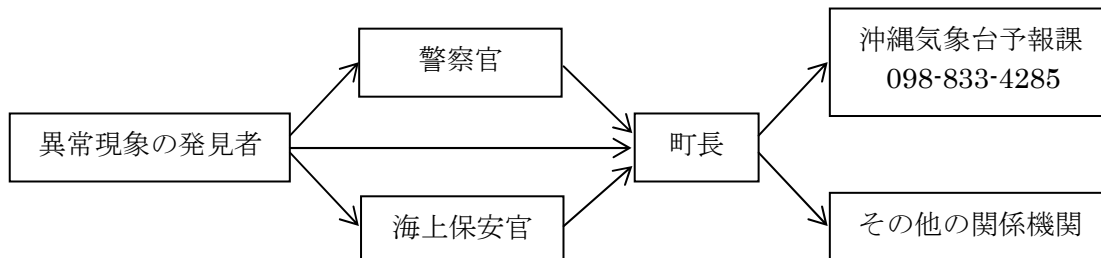 異常現象の発見者
警察官
海上保安官
町長
沖縄気象台予報課
098-833-4285
その他の関係機関